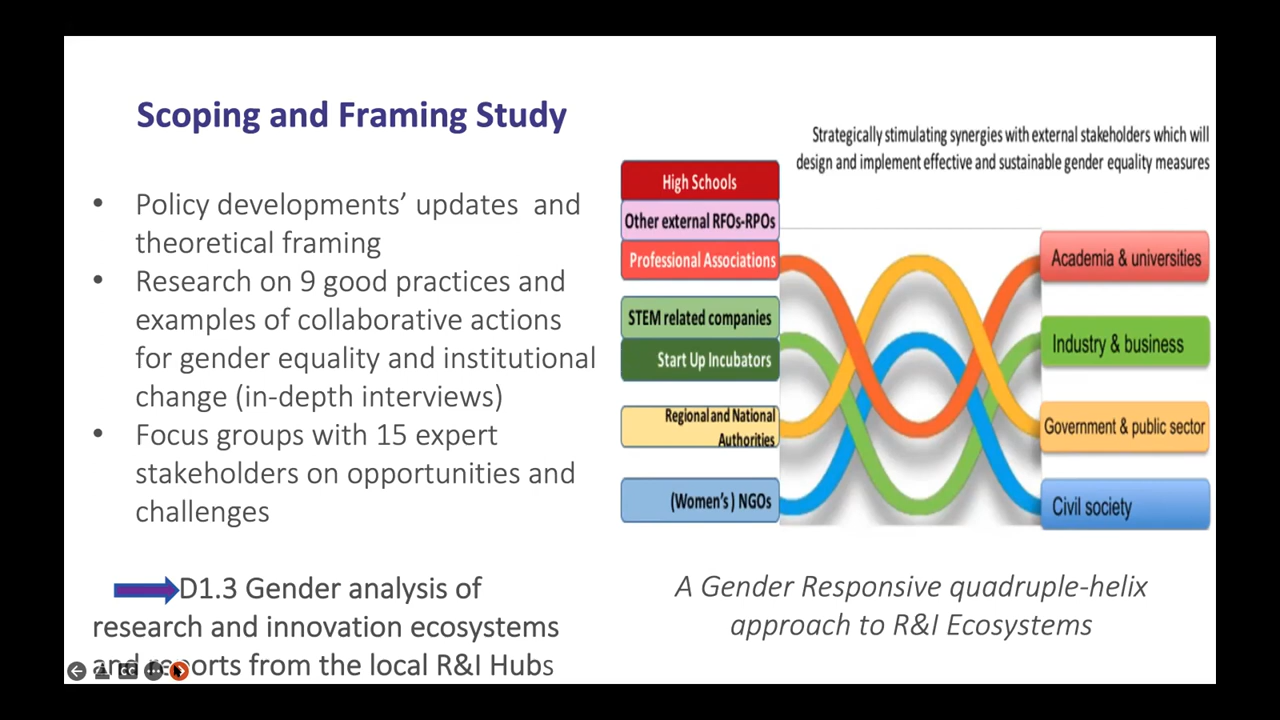 Scoping and Framing Study
• Policy developments’ updates  and
theoretical framing
• Research on 9 good practices and
examples of collaborative actions
for gender equality and institutional
change (in-depth interviews)
• Focus groups with 15 expert
stakeholders on opportunities and
challenges
D1.3 Gender analysis of
research and innovation ecosystems
and reports from the local R&I Hubs
Strategically stimulating synergies with external stakeholders which will
design and implement effective and sustainable gender equality measures
High Schools
Other external RFOs-RPOs
Professional Associations
STEM related companies
Start Up Incubators
Regional and National
Authorities
(Women’s ) NGOs
Academia & universities
Industry & business
Government & public sector
Civil society
A Gender Responsive quadruple-helix
approach to R&I Ecosystems